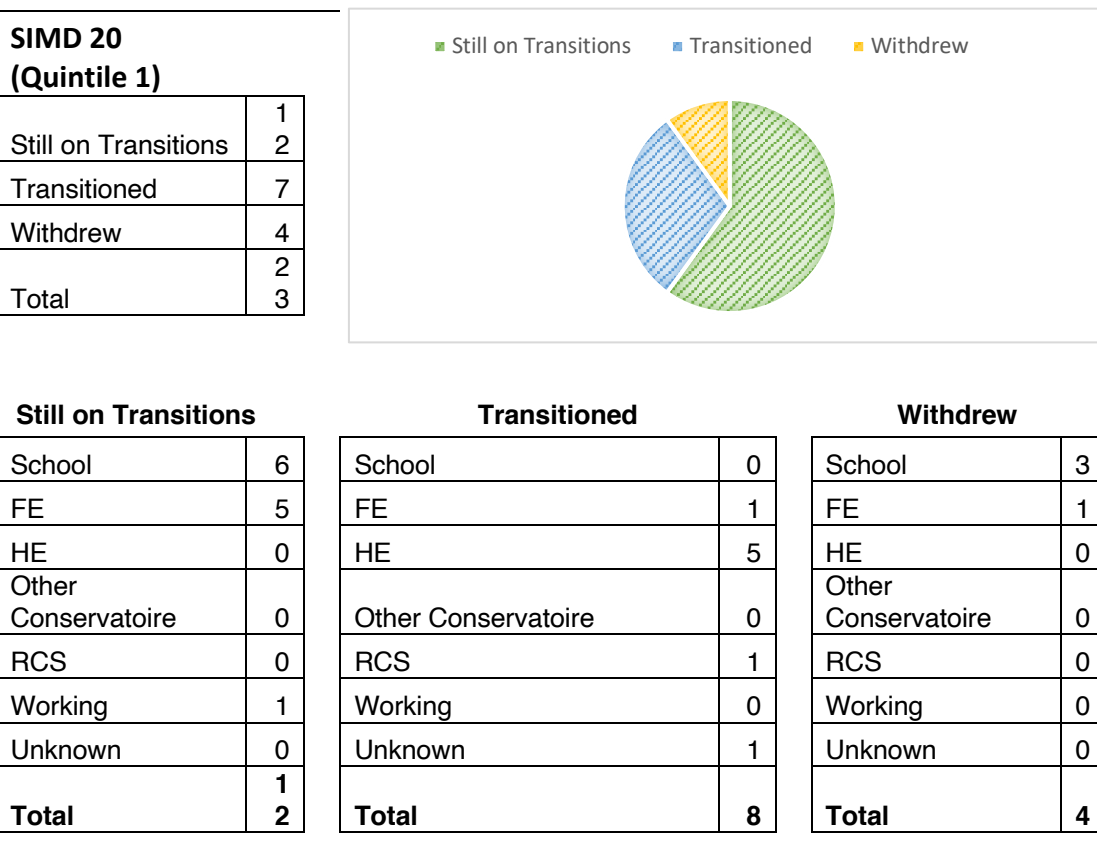 SIMD 20
(Quintile 1)
Still on Transitions 1
2
Transitioned 7
Withdrew 4
Total 2
3
Still on Transitions Transitioned Withdrew
Still on Transitions
School 6
FE 5
HE 0
Other
Conservatoire 0
RCS 0
Working 1
Unknown 0
Total 1
2
Transitioned
School 0
FE 1
HE 5
Other Conservatoire 0
RCS 1
Working 0
Unknown 1
Total 8
Withdrew
School 3
FE 1
HE 0
Other
Conservatoire 0
RCS 0
Working 0
Unknown 0
Total 4